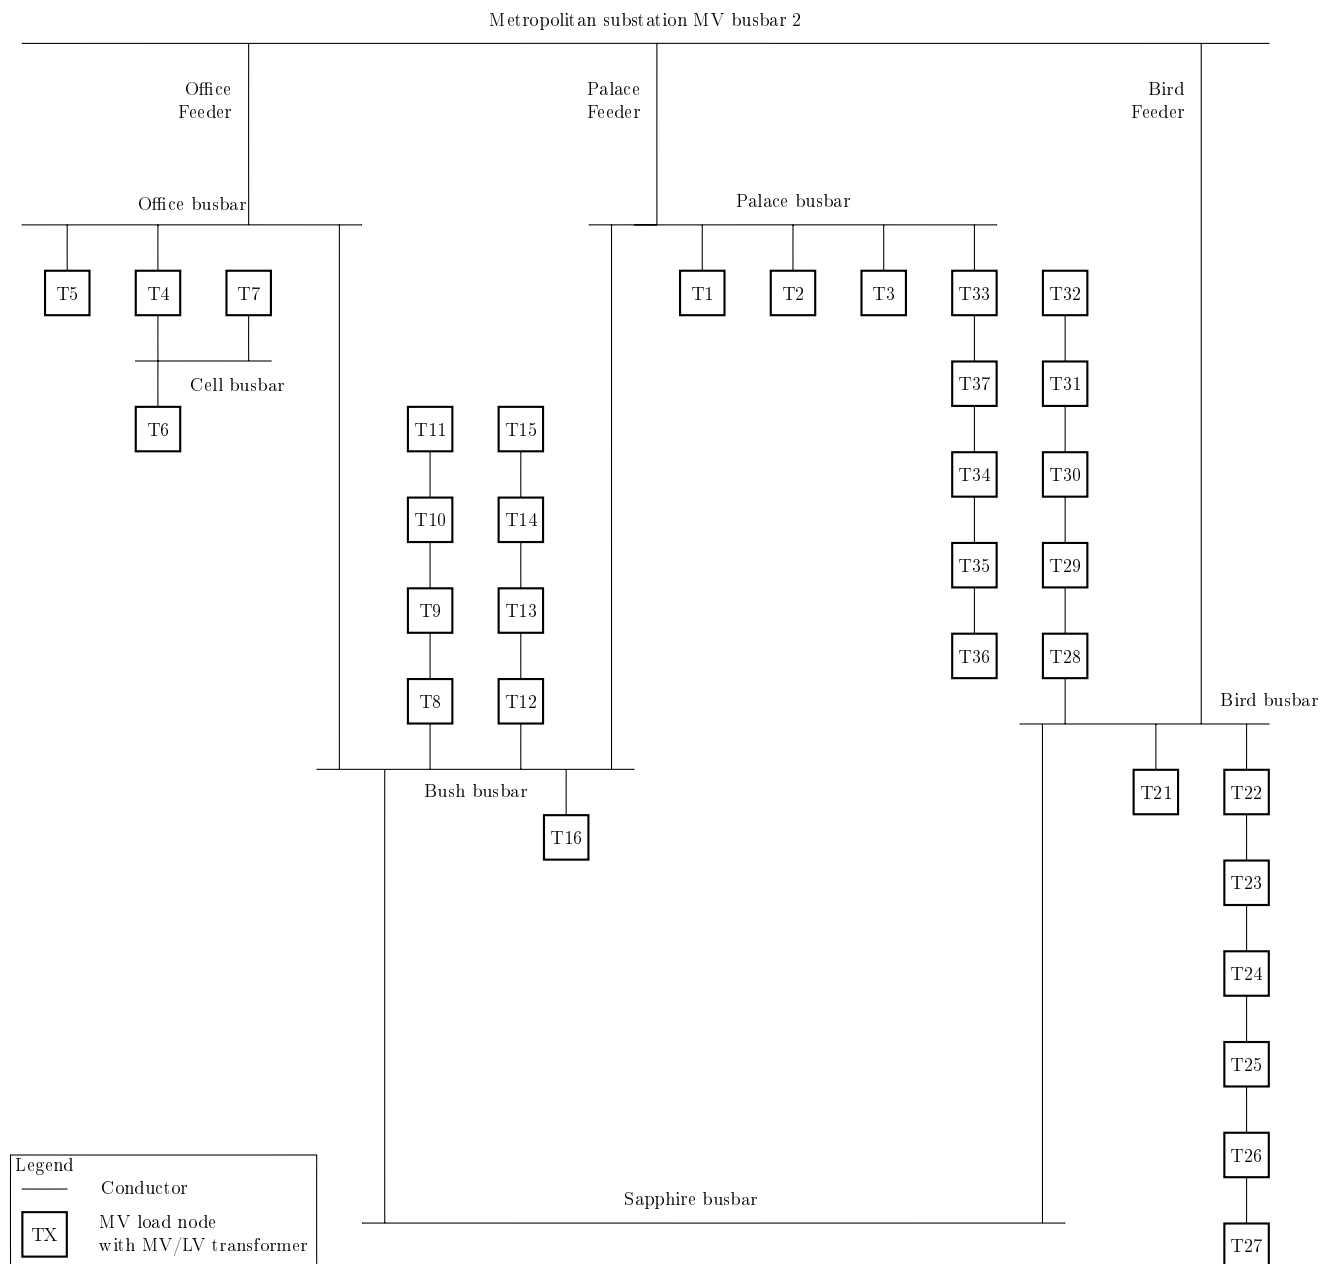 Metropolitan substation MV busbar 2
Office
Feeder
Palace
Feeder
Bird
Feeder
Office busbar
Palace busbar
T5
T4
T7
T1
T2
T3
T33
T32
Cell busbar
T37
T31
T6
T11
T15
T34
T30
T10
T14
T35
T29
T9
T13
T36
T28
T8
T12
Bird busbar
Bush busbar
T21
T22
T16
T23
T24
T25
T26
T27
Sapphire busbar
Legend
Conductor
TX
MV load node
with MV/LV transformer